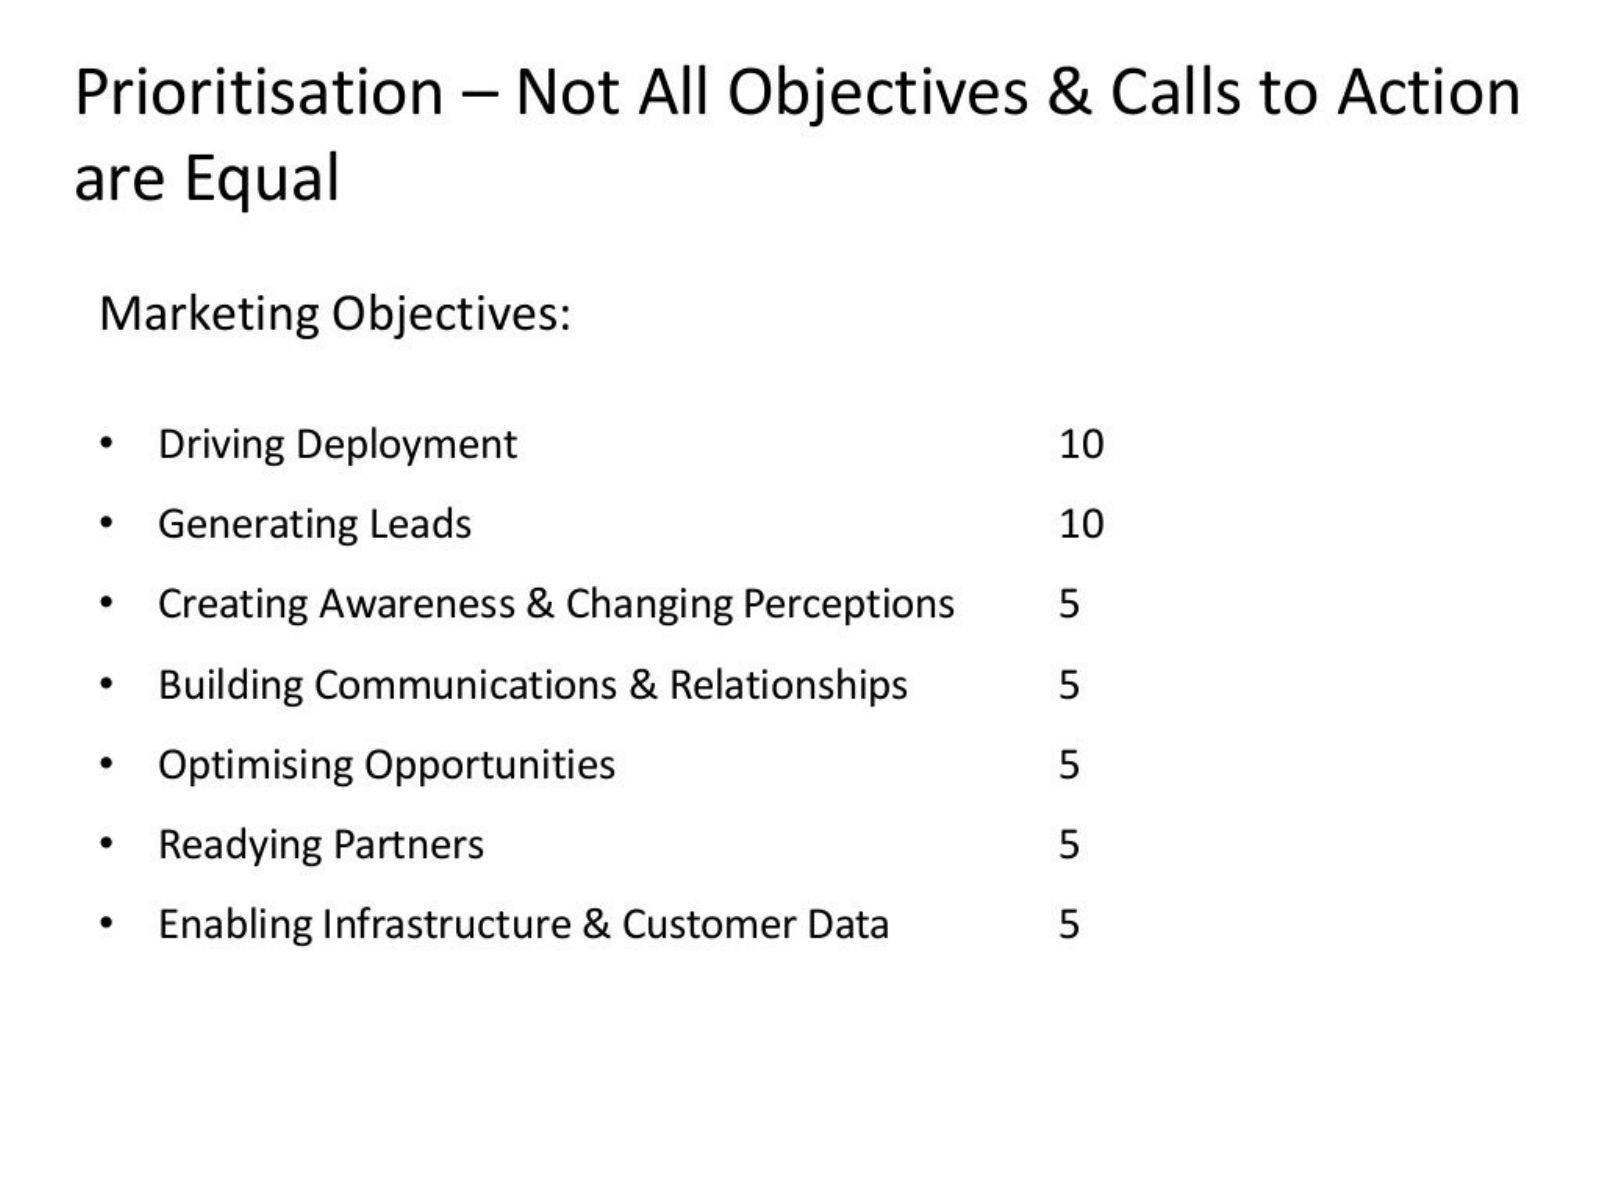 Prioritisation – Not All Objectives & Calls to Action
are Equal
Marketing Objectives:
• Driving Deployment 10
• Generating Leads 10
• Creating Awareness & Changing Perceptions 5
• Building Communications & Relationships 5
• Optimising Opportunities 5
• Readying Partners 5
• Enabling Infrastructure & Customer Data 5